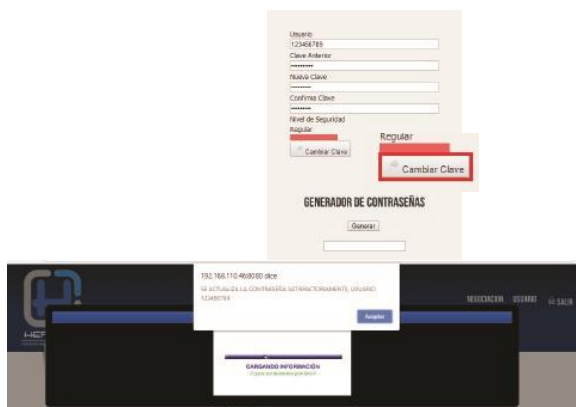 Usuario
123456789
Clave Anterior
Nueva Clave
Confirma Clave
Nivel de Seguridad
Regular
Cambiar Clave
Regular
Cambiar Clave
GENERADOR DE CONTRASEÑAS
Generar
192.168.110.46:8080 dice
SE ACTUALIZA LA CONTRASEÑA SATISFACTORIAMENTE, USUARIO
123456789
Aceptar
NEGOCIACION USUARIO SALIR
HER
CARGANDO INFORMACIÓN